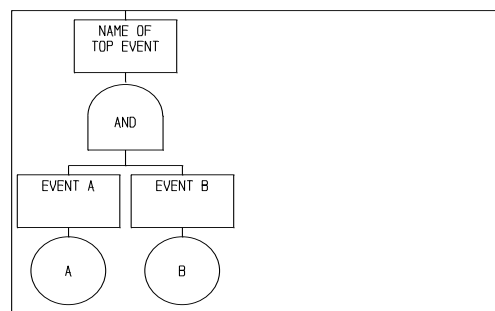 NAME OF
TOP EVENT
AND
EVENT A
EVENT B
A
B